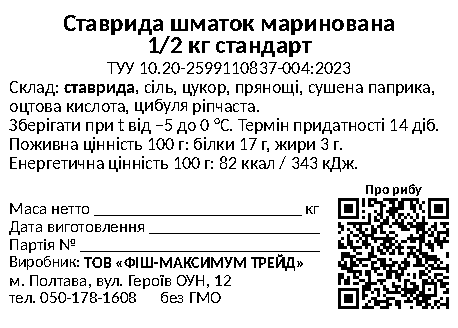 Ставрида шматок маринована
1/2 кг стандарт
ТУУ 10.20-2599110837-004:2023
Склад: ставрида, сіль, цукор, прянощі, сушена паприка,
оцтова кислота, цибуля ріпчаста.
Зберігати при t від –5 до 0 °С. Термін придатності 14 діб.
Поживна цінність 100 г: білки 17 г, жири 3 г.
Енергетична цінність 100 г: 82 ккал / 343 кДж.
Про рибу
Маса нетто ____________________ кг
Дата виготовлення ____________________
Партія № ____________________
Виробник: ТОВ «ФІШ-МАКСИМУМ ТРЕЙД»
м. Полтава, вул. Героїв ОУН, 12
тел. 050-178-1608 без ГМО